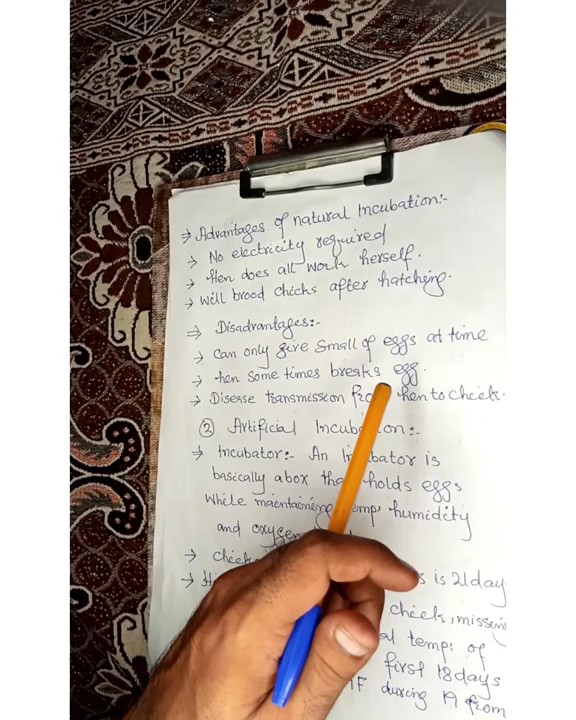 ⇒ Advantages of natural Incubation:-
→ No electricity required
→ Hen does all work herself.
→ Will brood chicks after hatching.
⇒ Disadvantages:-
→ Can only give small of eggs at time
→ hen some times breaks egg.
→ Disease transmission from hen to chick.
② Artificial Incubation:-
→ Incubator:- An Incubator is
basically a box that holds eggs
while maintaining temp humidity
and oxygen
→
→ is 21 day
chick, missing
temp: of
first 18 days
°F during 19 from